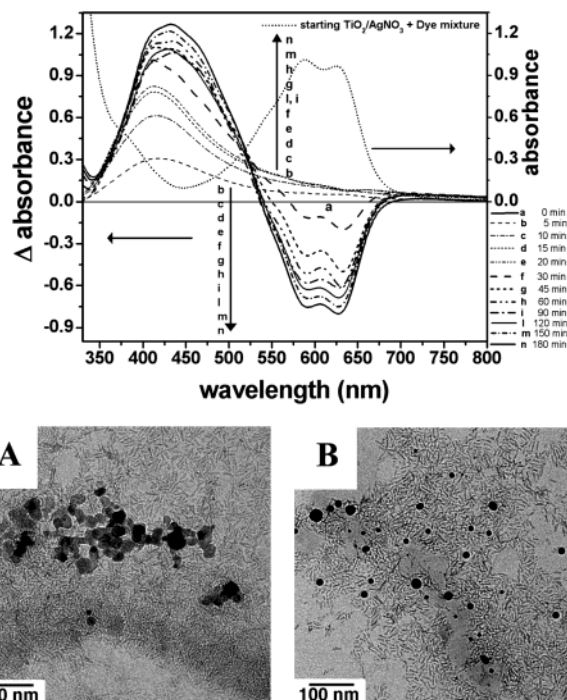 starting TiO2/AgNO3 + Dye mixture
1.2
0.9
0.6
0.3
0.0
-0.3
-0.6
-0.9
Δ absorbance
n
m
h
g
l, i
f
e
d
c
b
a
b
c
d
e
f
g
h
i
l
m
n
1.2
0.9
0.6
0.3
0.0
absorbance
a 0 min
b 5 min
c 10 min
d 15 min
e 20 min
f 30 min
g 45 min
h 60 min
i 90 min
l 120 min
m 150 min
n 180 min
350 400 450 500 550 600 650 700 750 800
wavelength (nm)
A
B
0 nm
100 nm